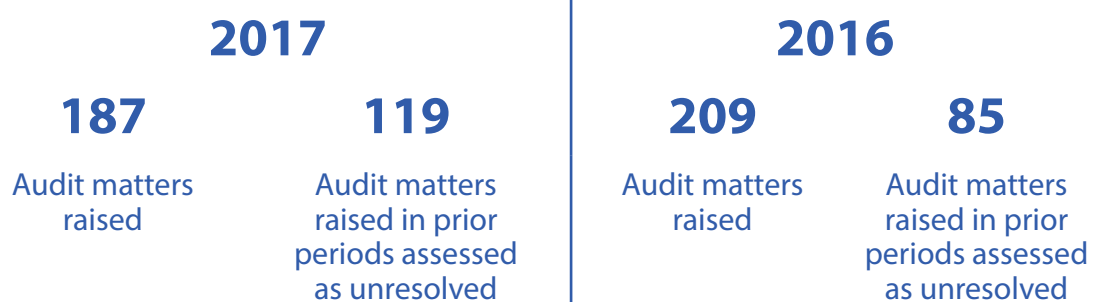 2017
187
Audit matters
raised
119
Audit matters
raised in prior
periods assessed
as unresolved
2016
209
Audit matters
raised
85
Audit matters
raised in prior
periods assessed
as unresolved